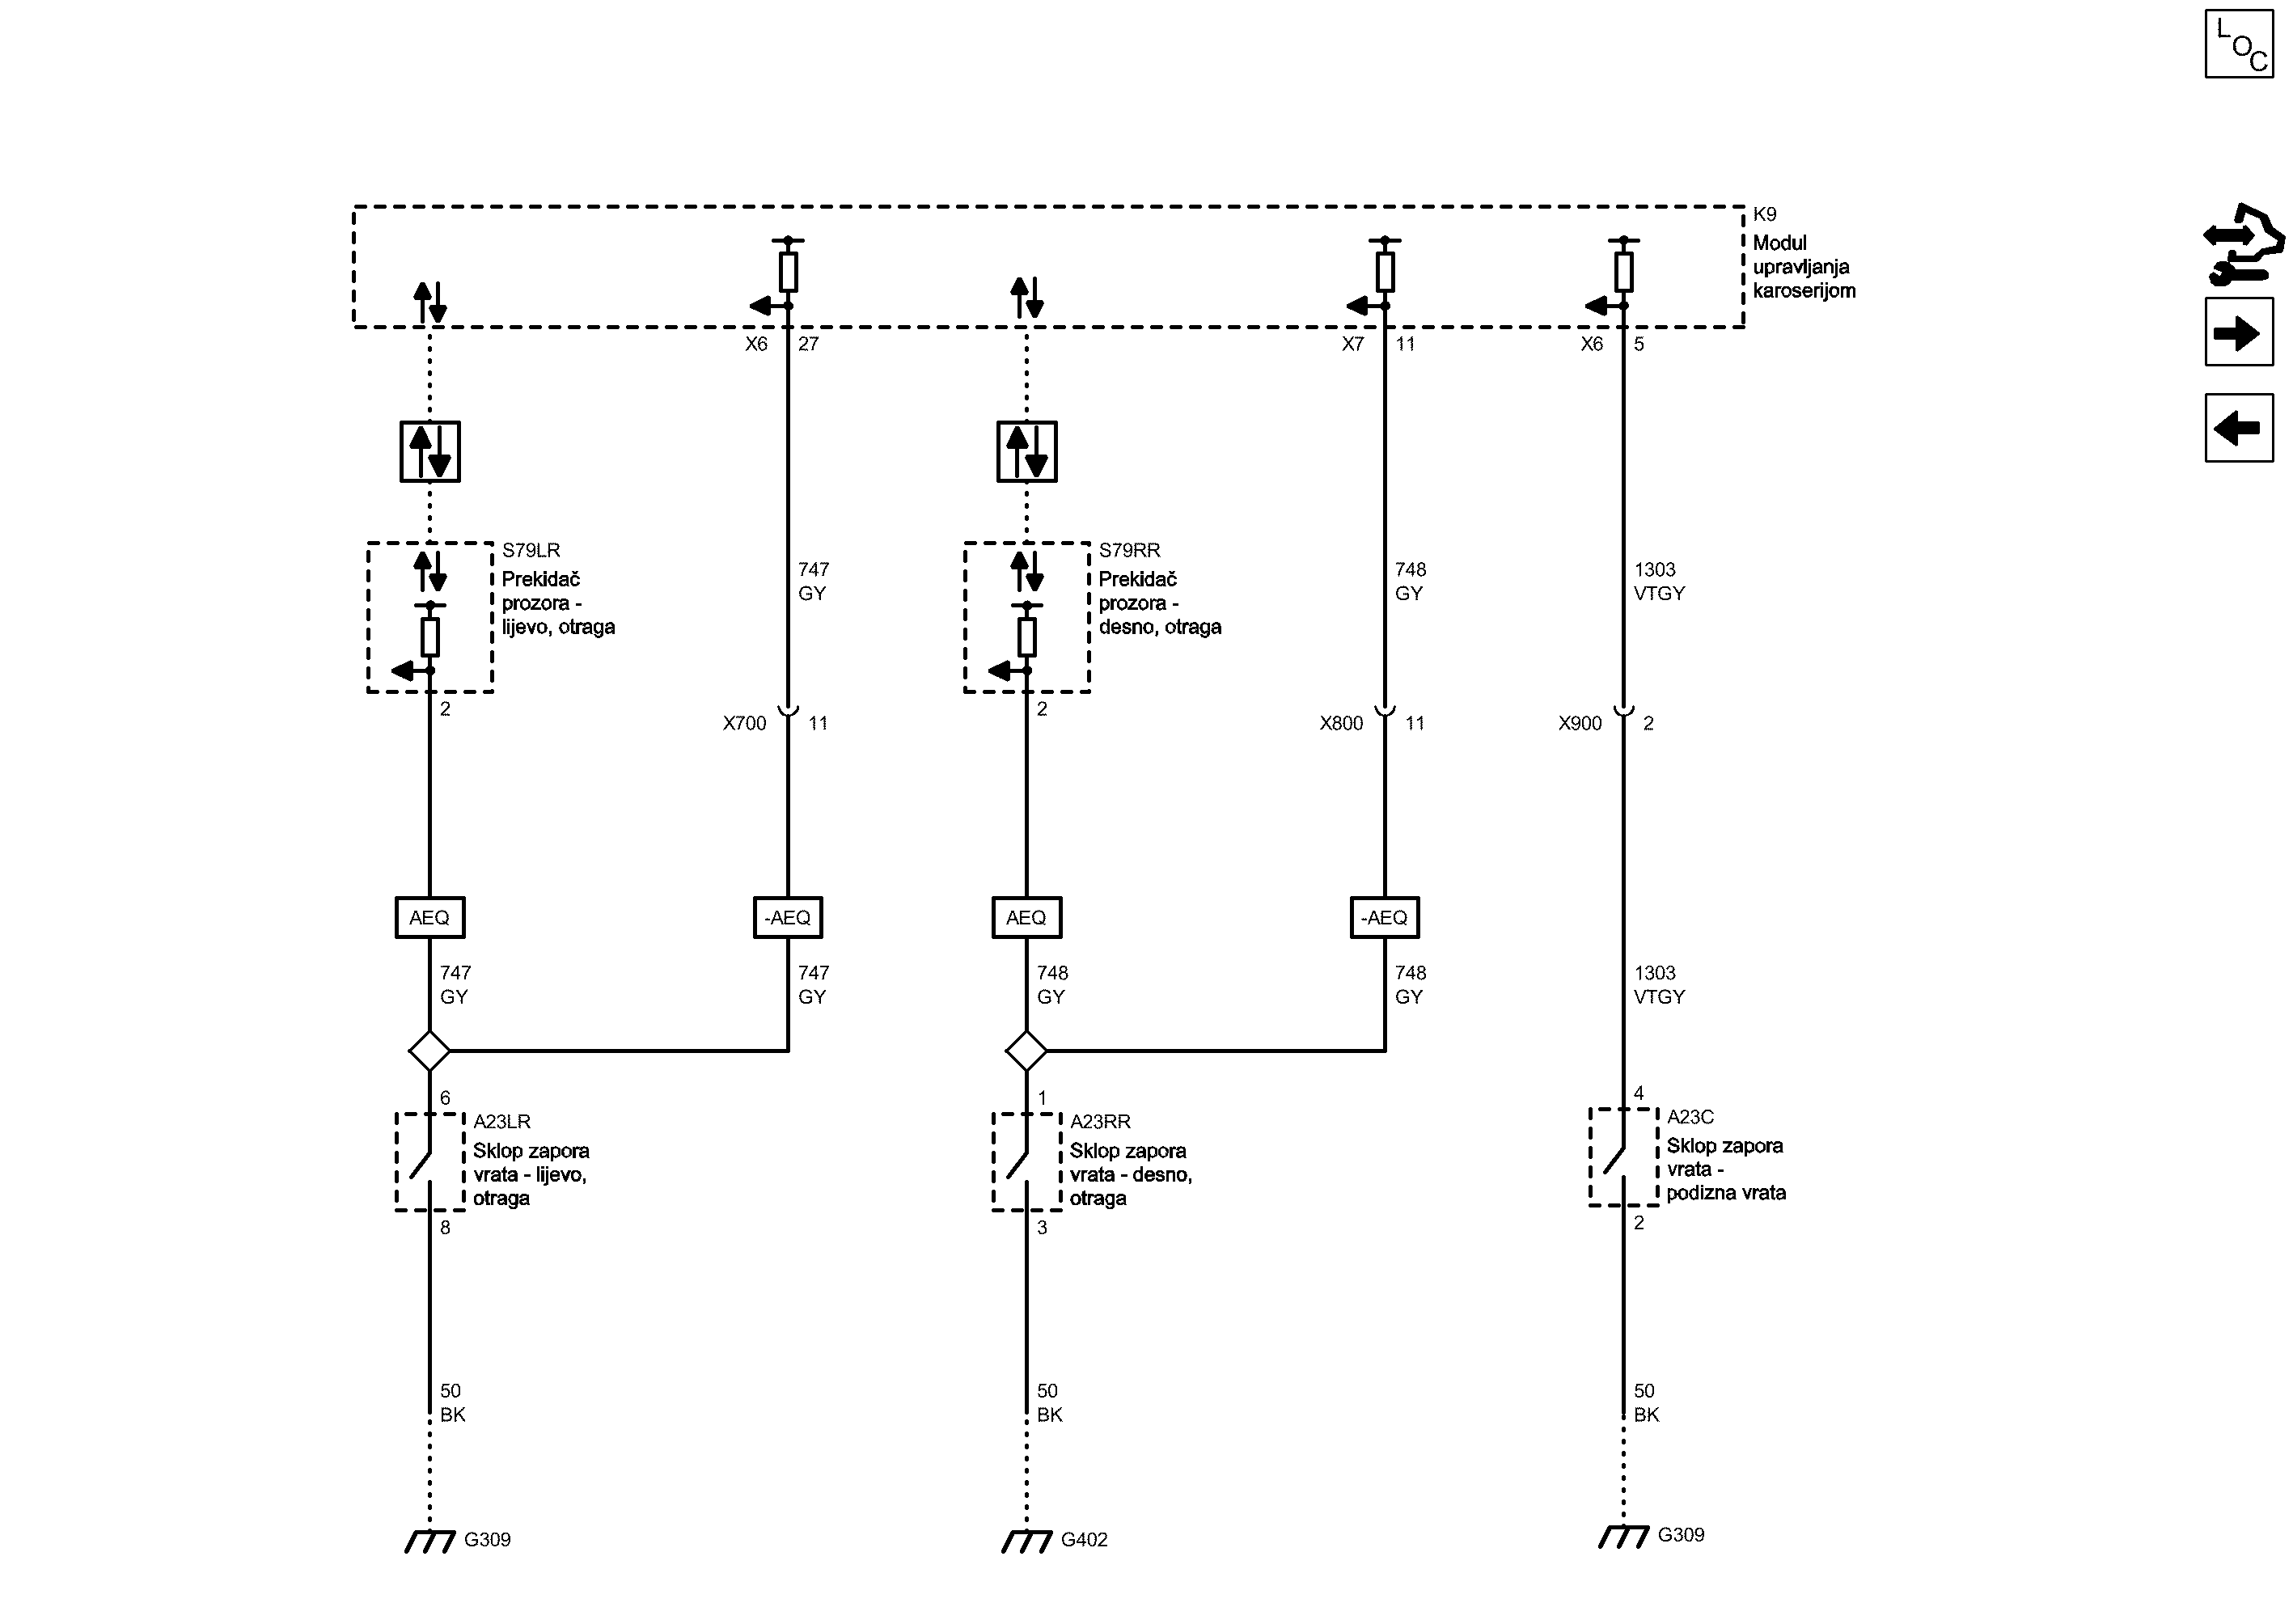 LOC
K9
Modul
upravljanja
karoserijom
X6 27
X7 11
X6 5
S79LR
Prekidač
prozora -
lijevo, otraga
2
747
GY
S79RR
Prekidač
prozora -
desno, otraga
2
748
GY
1303
VTGY
X700 11
X800 11
X900 2
AEQ
-AEQ
AEQ
-AEQ
747
GY
747
GY
748
GY
748
GY
1303
VTGY
6
A23LR
Sklop zapora
vrata - lijevo,
otraga
8
1
A23RR
Sklop zapora
vrata - desno,
otraga
3
4
A23C
Sklop zapora
vrata -
podizna vrata
2
50
BK
50
BK
50
BK
G309
G402
G309